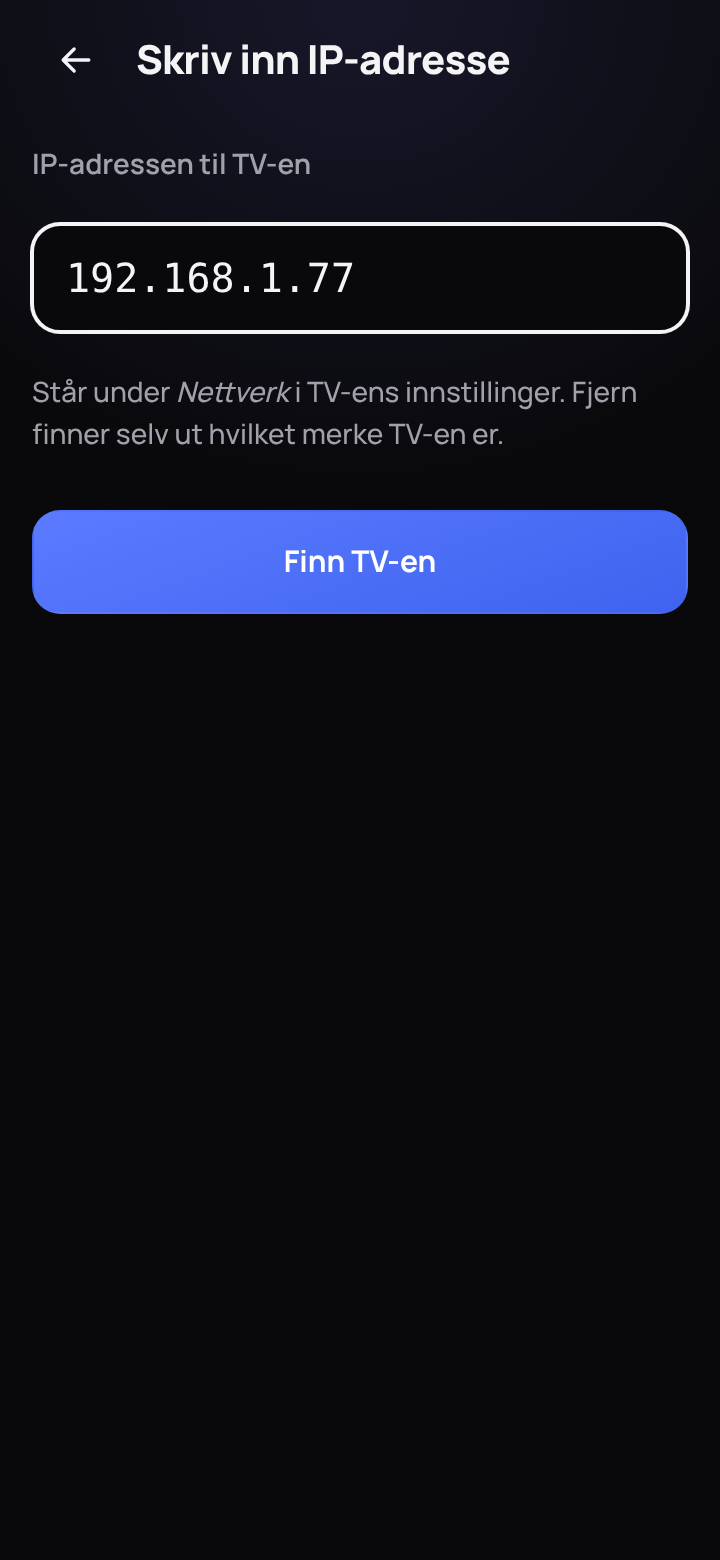 Skriv inn IP-adresse
IP-adressen til TV-en
192.168.1.77
Står under Nettverk i TV-ens innstillinger. Fjern
finner selv ut hvilket merke TV-en er.
Finn TV-en